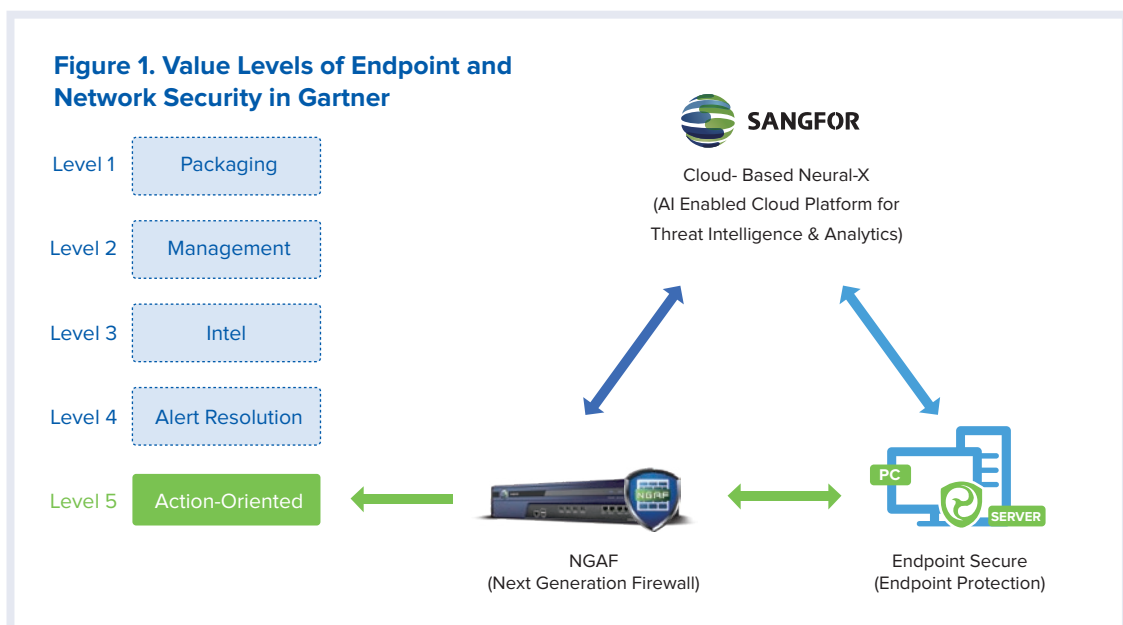 Figure 1. Value Levels of Endpoint and
Network Security in Gartner
Level 1 Packaging
Level 2 Management
Level 3 Intel
Level 4 Alert Resolution
Level 5 Action-Oriented
SANGFOR
Cloud- Based Neural-X
(AI Enabled Cloud Platform for
Threat Intelligence & Analytics)
NGAF
NGAF
(Next Generation Firewall)
PC
SERVER
Endpoint Secure
(Endpoint Protection)